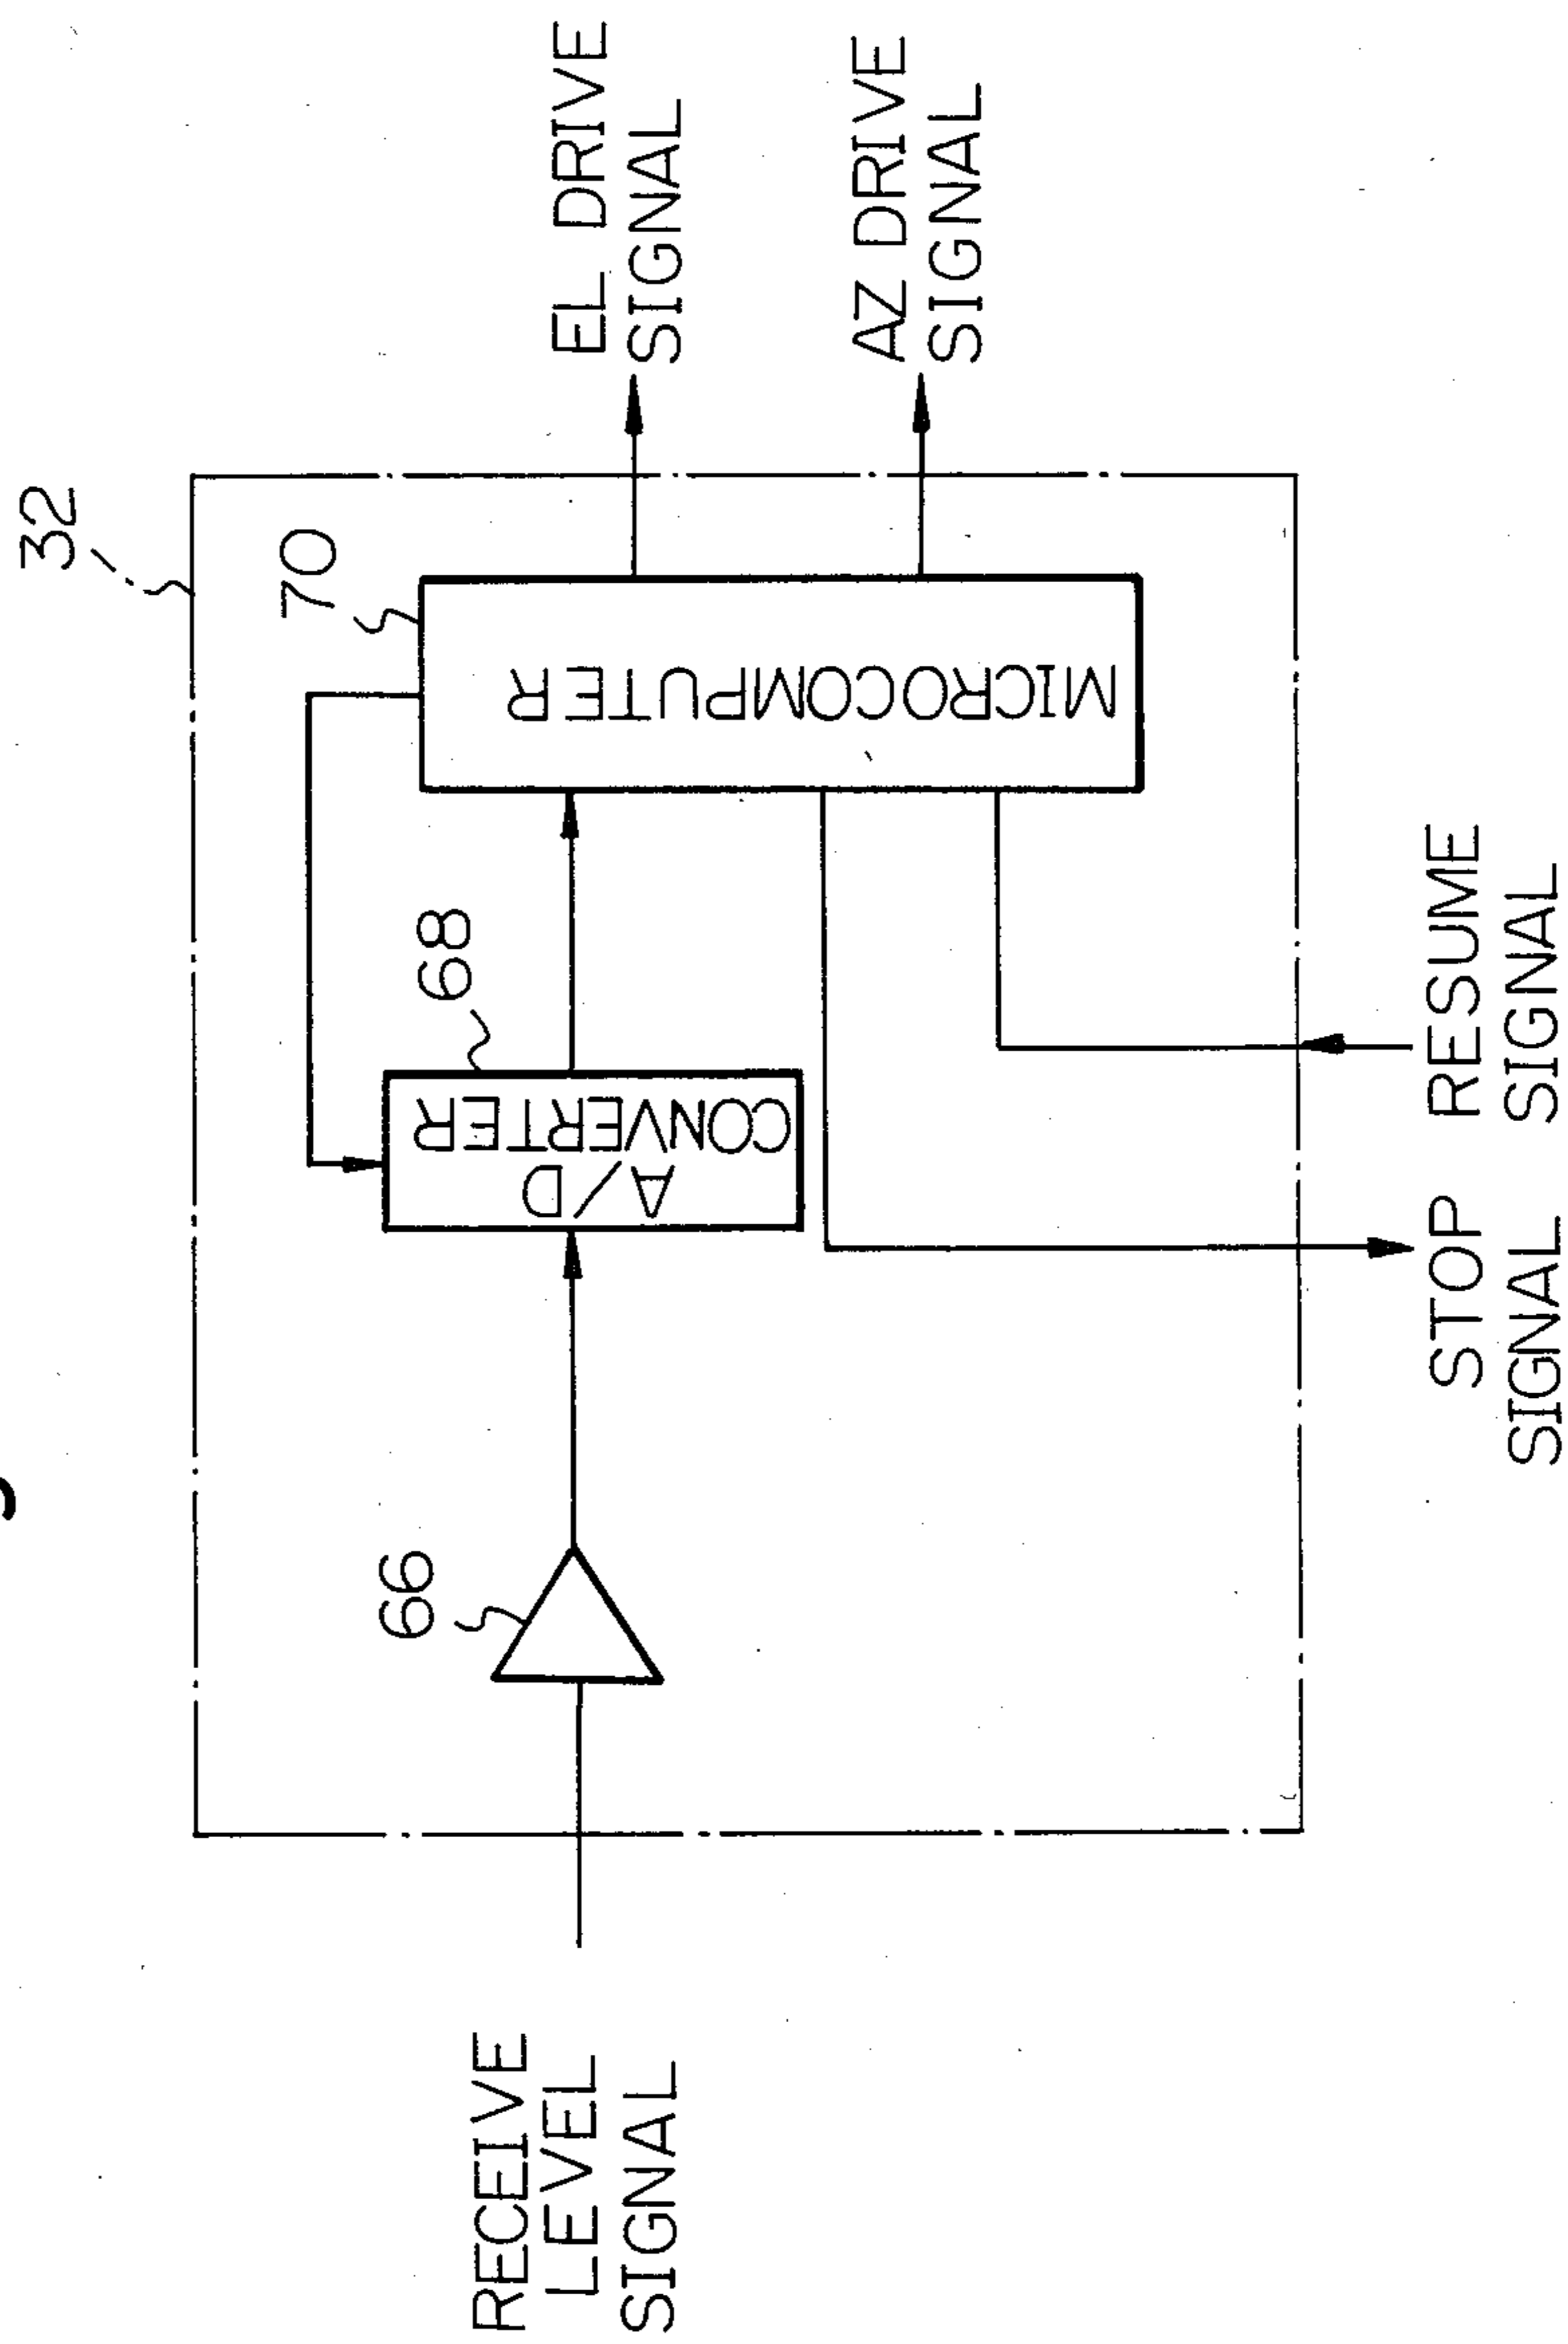 32
70
68
66
RECEIVE
LEVEL
SIGNAL
A/D
CONVERTER
MICROCOMPUTER
EL DRIVE
SIGNAL
AZ DRIVE
SIGNAL
STOP
SIGNAL
RESUME
SIGNAL